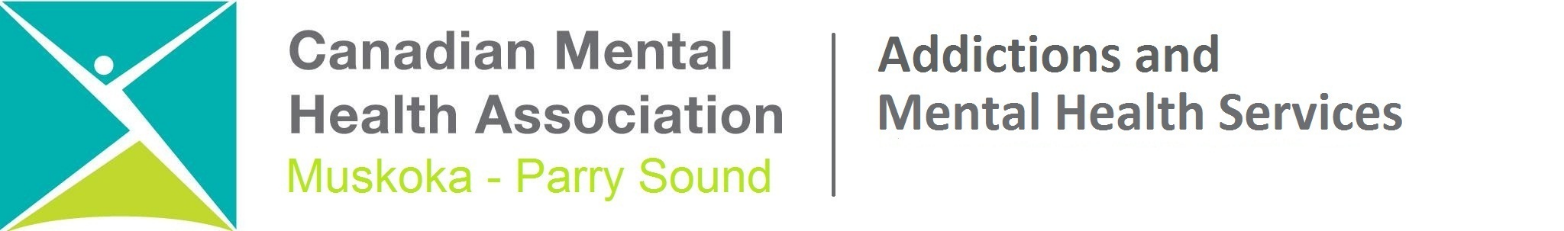 Canadian Mental
Health Association
Muskoka - Parry Sound
Addictions and
Mental Health Services